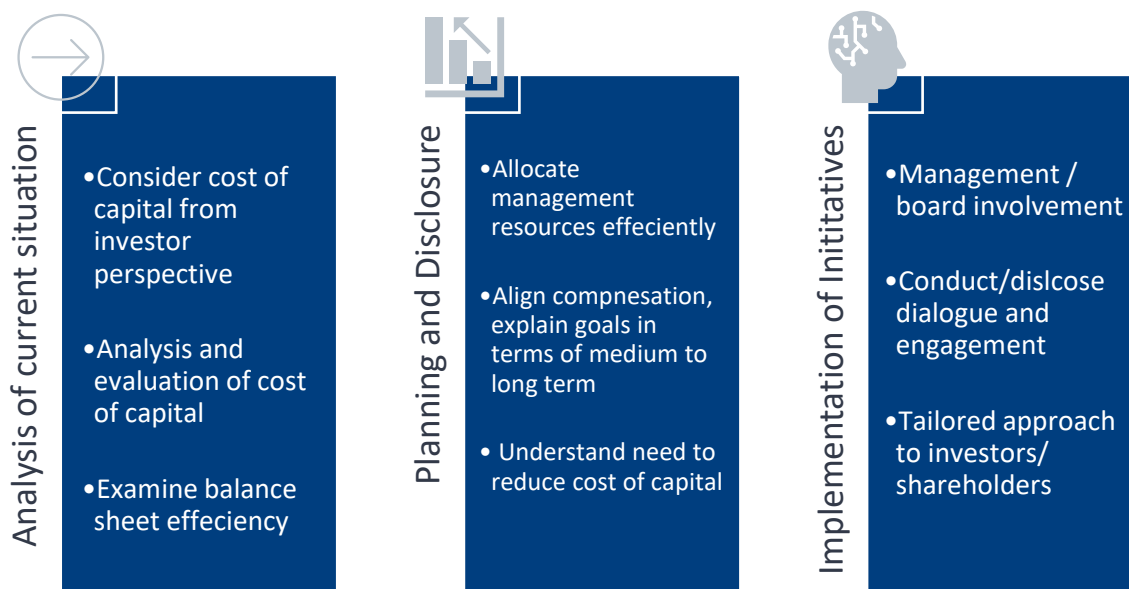 Analysis of current situation
•Consider cost of
capital from
investor
perspective
•Analysis and
evaluation of cost
of capital
•Examine balance
sheet effeciency
Planning and Disclosure
•Allocate
management
resources effeciently
•Align compnesation,
explain goals in
terms of medium to
long term
• Understand need to
reduce cost of capital
Implementation of Inititatives
•Management /
board involvement
•Conduct/dislcose
dialogue and
engagement
•Tailored approach
to investors/
shareholders